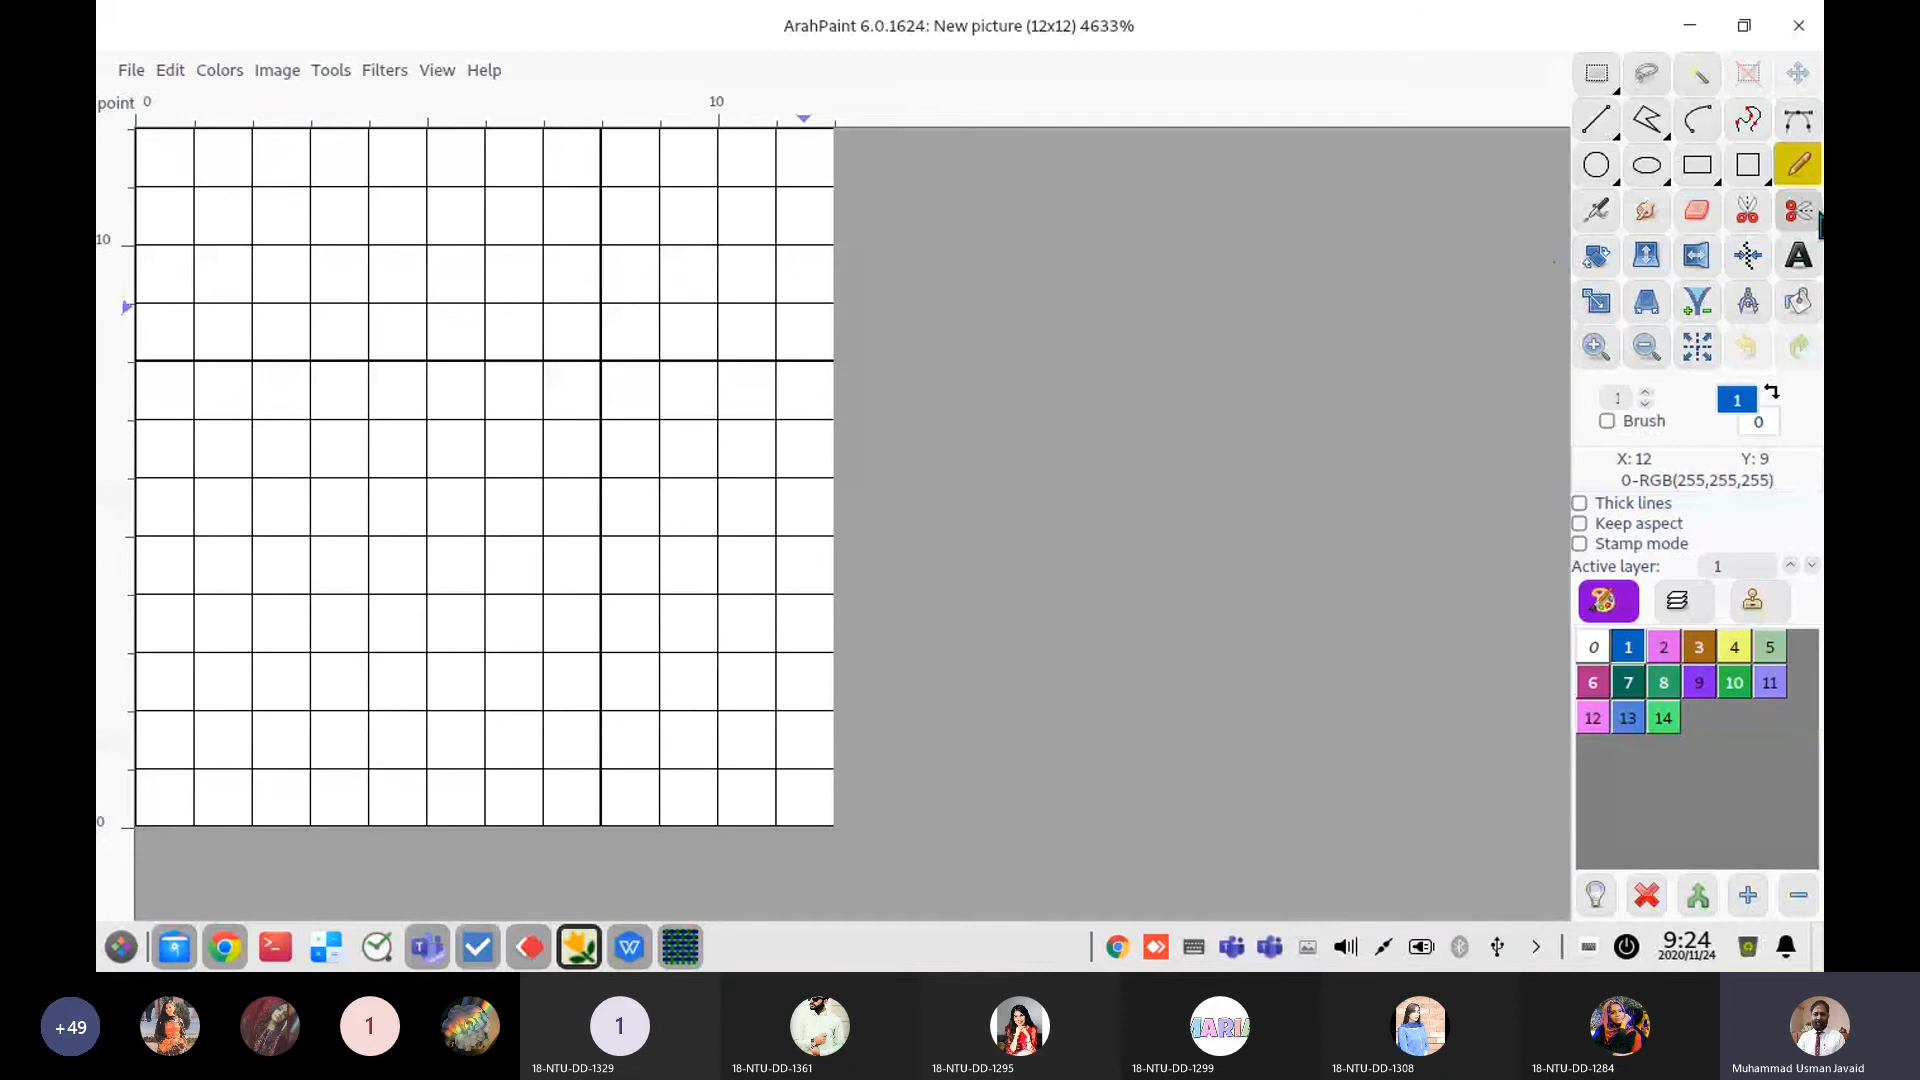 ArahPaint 6.0.1624: New picture (12x12) 4633%
File Edit Colors Image Tools Filters View Help
point 0 10
10
0
A
1
1
Brush
0
X: 12 Y: 9
0-RGB(255,255,255)
Thick lines
Keep aspect
Stamp mode
Active layer: 1
0 1 2 3 4 5
6 7 8 9 10 11
12 13 14
9:24
2020/11/24
+49
1
1
MARIA
18-NTU-DD-1329
18-NTU-DD-1361
18-NTU-DD-1295
18-NTU-DD-1299
18-NTU-DD-1308
18-NTU-DD-1284
Muhammad Usman Javaid